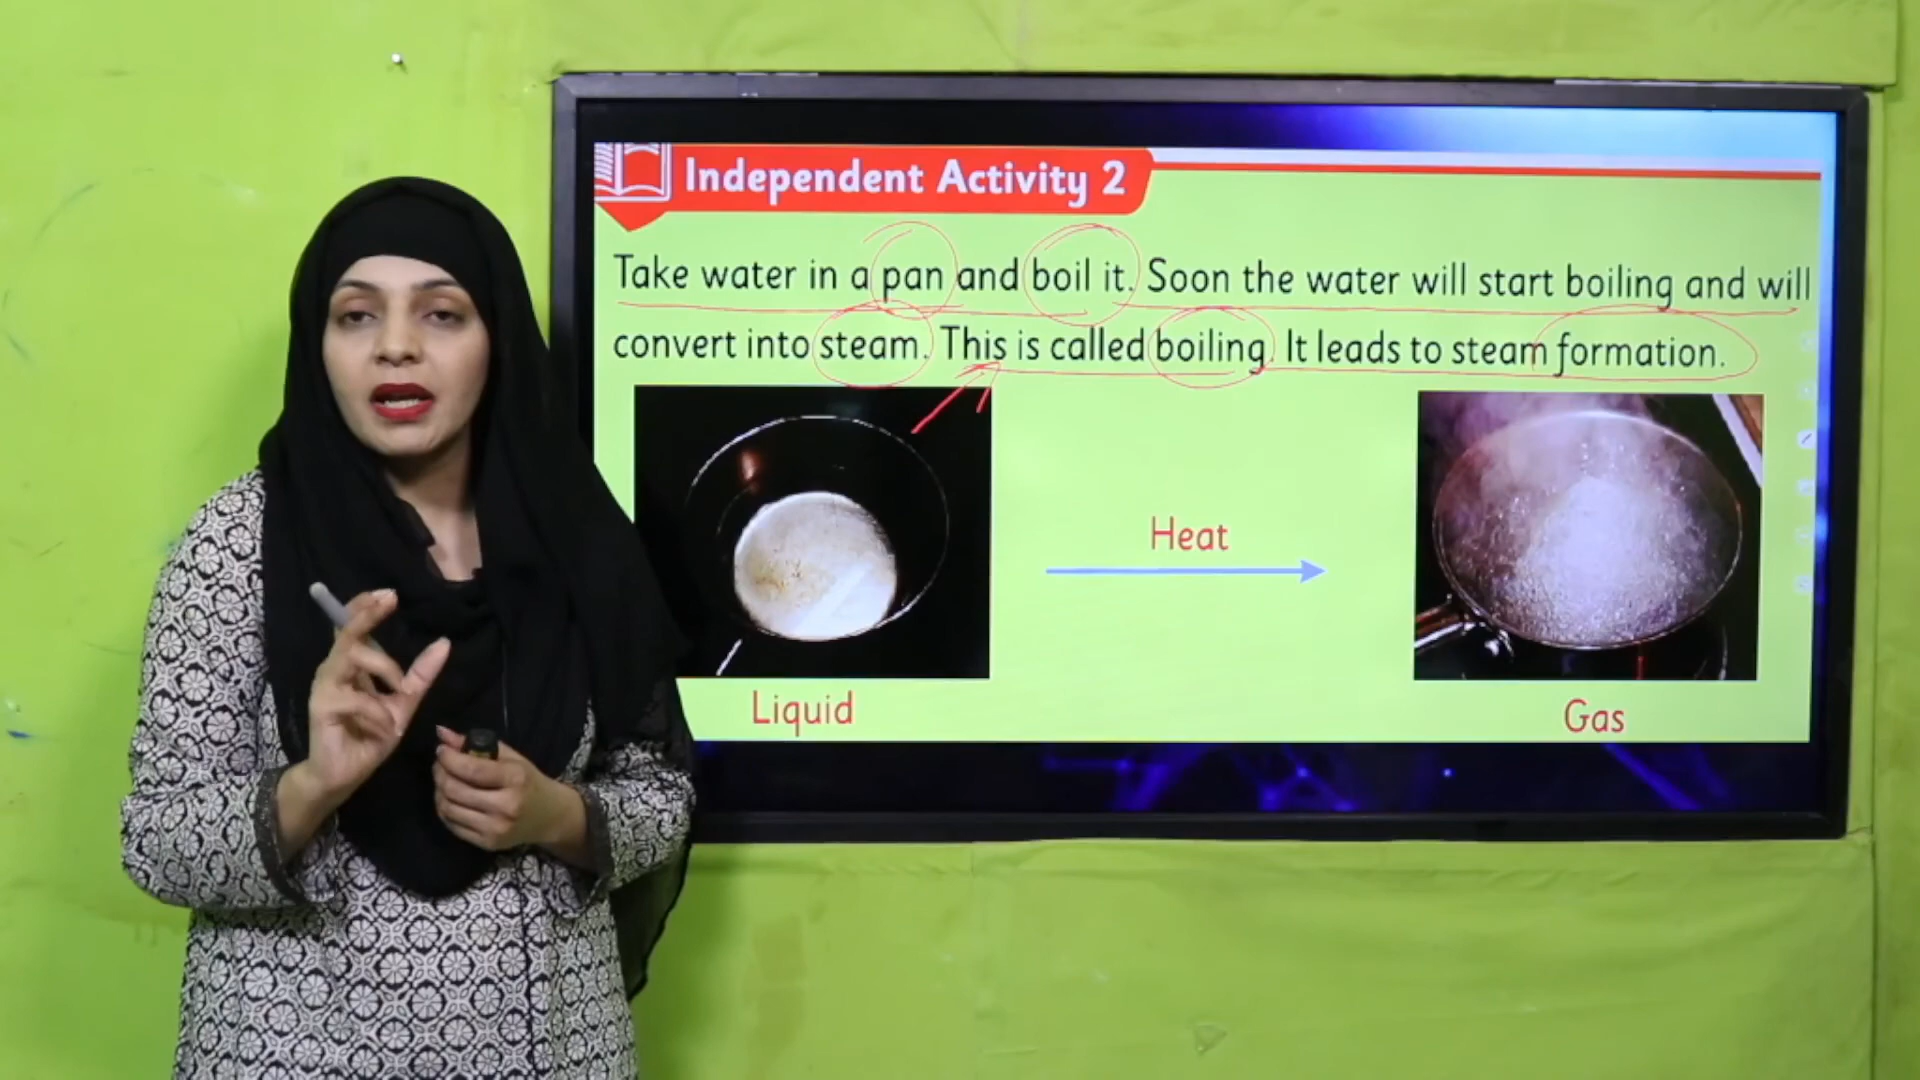 Independent Activity 2
Take water in a pan and boil it. Soon the water will start boiling and will
convert into steam. This is called boiling. It leads to steam formation.
Heat
Liquid
Gas